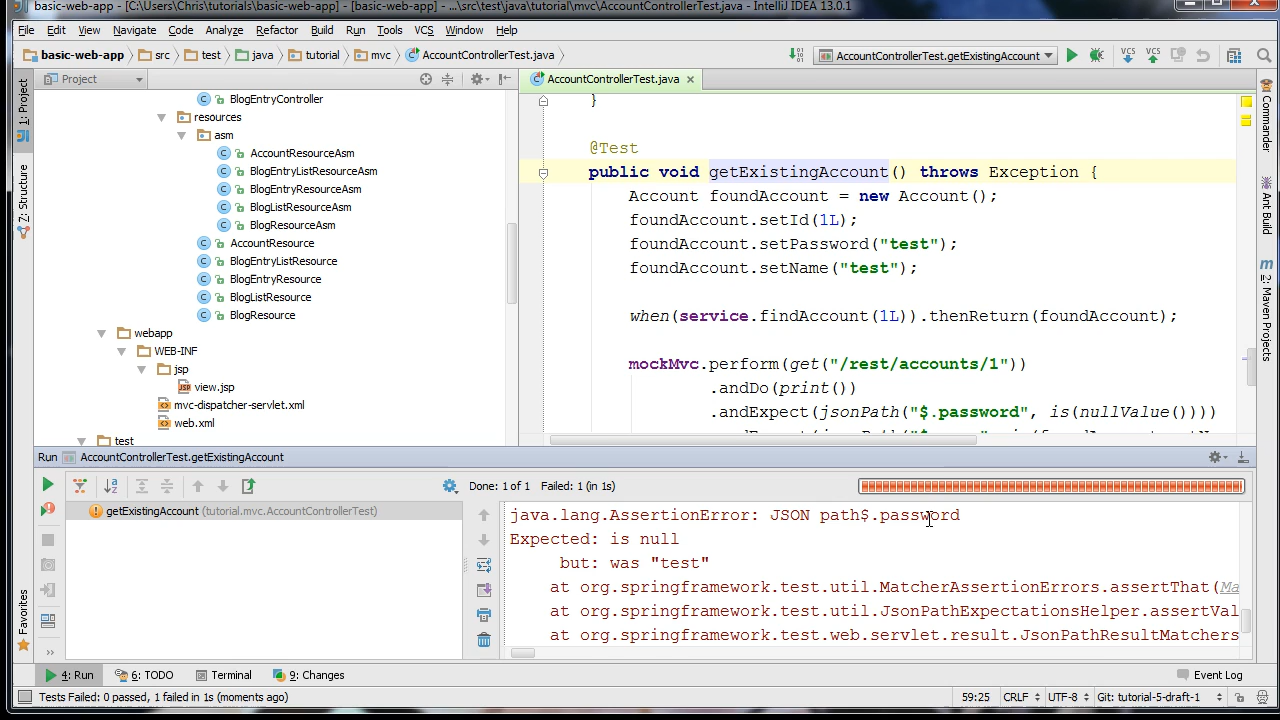 basic-web-app - [C:\Users\Chris\tutorials\basic-web-app] - [basic-web-app] - ...\src\test\java\tutorial\mvc\AccountControllerTest.java - IntelliJ IDEA 13.0.1
File Edit View Navigate Code Analyze Refactor Build Run Tools VCS Window Help
basic-web-app src test java tutorial mvc AccountControllerTest.java AccountControllerTest.getExistingAccount VCS VCS
1: Project
7: Structure
Favorites
Project
BlogEntryController
resources
asm
AccountResourceAsm
BlogEntryListResourceAsm
BlogEntryResourceAsm
BlogListResourceAsm
BlogResourceAsm
AccountResource
BlogEntryListResource
BlogEntryResource
BlogListResource
BlogResource
webapp
WEB-INF
jsp
view.jsp
mvc-dispatcher-servlet.xml
web.xml
test
AccountControllerTest.java
}
@Test
public void getExistingAccount() throws Exception {
Account foundAccount = new Account();
foundAccount.setId(1L);
foundAccount.setPassword("test");
foundAccount.setName("test");
when(service.findAccount(1L)).thenReturn(foundAccount);
mockMvc.perform(get("/rest/accounts/1"))
.andDo(print())
.andExpect(jsonPath("$.password", is(nullValue())))
Commander
Ant Build
m 2: Maven Projects
Run AccountControllerTest.getExistingAccount
Done: 1 of 1 Failed: 1 (in 1s)
getExistingAccount (tutorial.mvc.AccountControllerTest)
java.lang.AssertionError: JSON path$.password
Expected: is null
but: was "test"
at org.springframework.test.util.MatcherAssertionErrors.assertThat(Ma
at org.springframework.test.util.JsonPathExpectationsHelper.assertVal
at org.springframework.test.web.servlet.result.JsonPathResultMatchers
4: Run 6: TODO Terminal 9: Changes Event Log
Tests Failed: 0 passed, 1 failed in 1s (moments ago) 59:25 CRLF UTF-8 Git: tutorial-5-draft-1